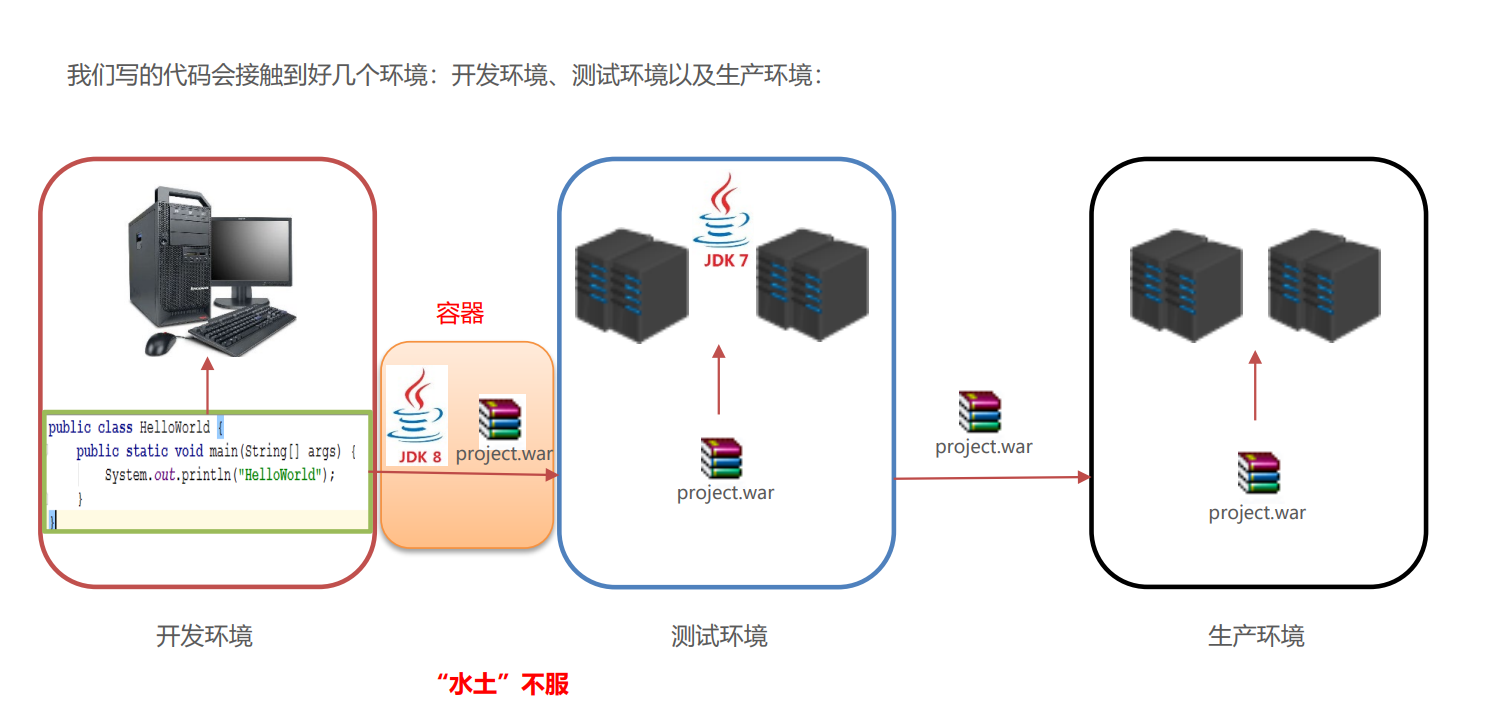 我们写的代码会接触到好几个环境：开发环境、测试环境以及生产环境：
JDK 7
容器
public class HelloWorld {
public static void main(String[] args) {
System.out.println("HelloWorld");
}
}
JDK 8
project.war
project.war
project.war
project.war
开发环境
测试环境
生产环境
“水土”不服